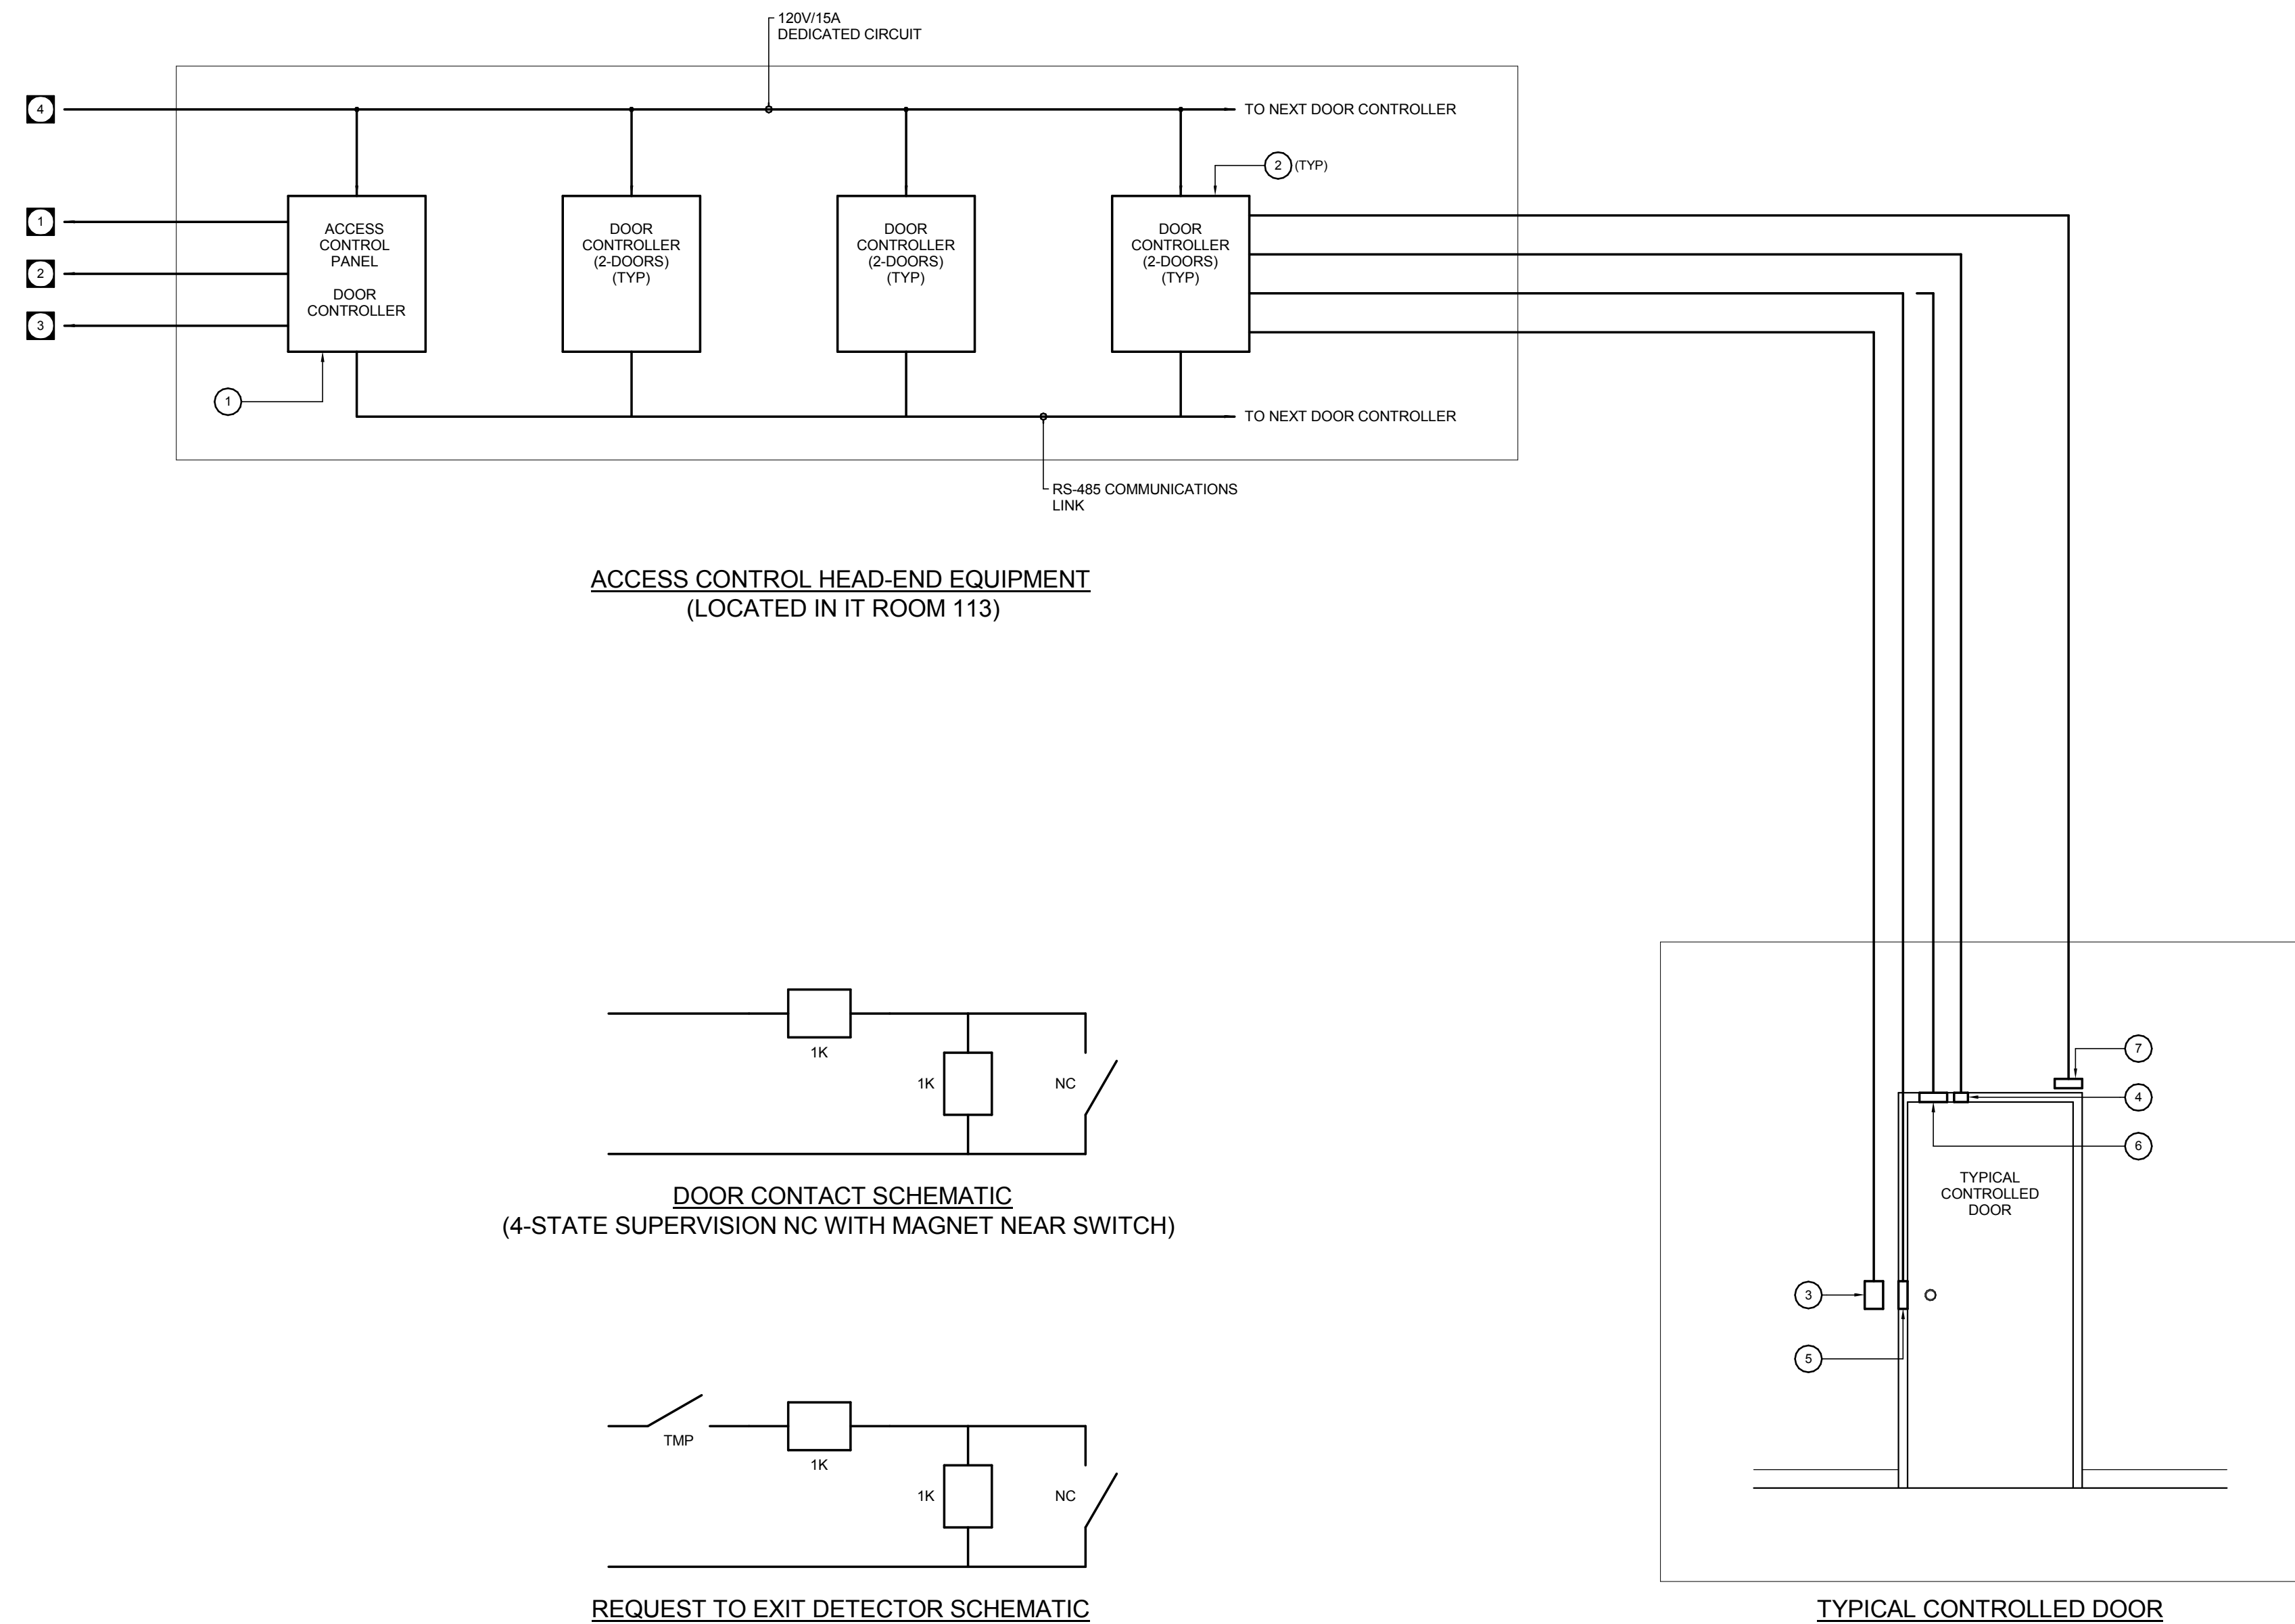 120V/15A
DEDICATED CIRCUIT
4
TO NEXT DOOR CONTROLLER
2 (TYP)
1
2
3
ACCESS
CONTROL
PANEL
DOOR
CONTROLLER
DOOR
CONTROLLER
(2-DOORS)
(TYP)
DOOR
CONTROLLER
(2-DOORS)
(TYP)
DOOR
CONTROLLER
(2-DOORS)
(TYP)
1
TO NEXT DOOR CONTROLLER
RS-485 COMMUNICATIONS
LINK
ACCESS CONTROL HEAD-END EQUIPMENT
(LOCATED IN IT ROOM 113)
1K
1K
NC
DOOR CONTACT SCHEMATIC
(4-STATE SUPERVISION NC WITH MAGNET NEAR SWITCH)
TMP
1K
1K
NC
REQUEST TO EXIT DETECTOR SCHEMATIC
7
4
6
TYPICAL
CONTROLLED
DOOR
3
5
TYPICAL CONTROLLED DOOR